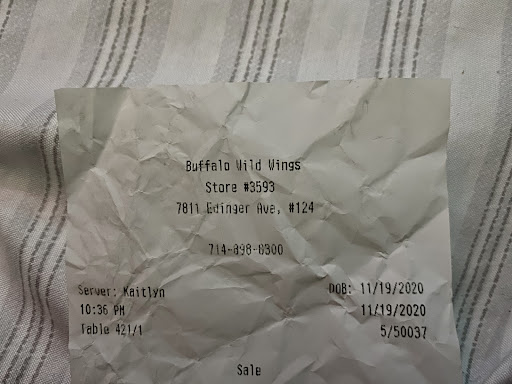 Buffalo Wild Wings
Store #3593
7811 Edinger Ave, #124
714-898-8300
Server: Kaitlyn DOB: 11/19/2020
10:36 PM 11/19/2020
Table 421/1 5/50037
Sale